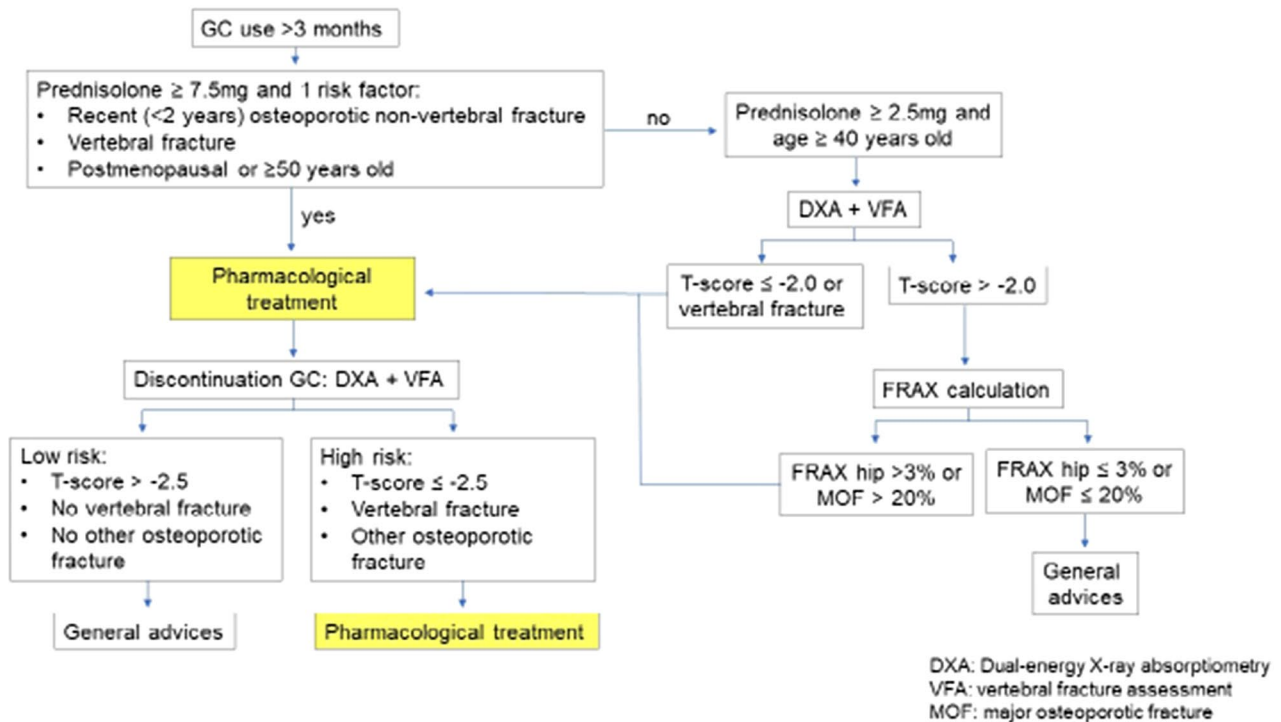 GC use >3 months
Prednisolone ≥ 7.5mg and 1 risk factor:
• Recent (<2 years) osteoporotic non-vertebral fracture
• Vertebral fracture
• Postmenopausal or ≥50 years old
no
Prednisolone ≥ 2.5mg and
age ≥ 40 years old
yes
DXA + VFA
Pharmacological
treatment
T-score ≤ -2.0 or
vertebral fracture
T-score > -2.0
Discontinuation GC: DXA + VFA
FRAX calculation
Low risk:
• T-score > -2.5
• No vertebral fracture
• No other osteoporotic
fracture
High risk:
• T-score ≤ -2.5
• Vertebral fracture
• Other osteoporotic
fracture
FRAX hip >3% or
MOF > 20%
FRAX hip ≤ 3% or
MOF ≤ 20%
General advices
Pharmacological treatment
General
advices
DXA: Dual-energy X-ray absorptiometry
VFA: vertebral fracture assessment
MOF: major osteoporotic fracture